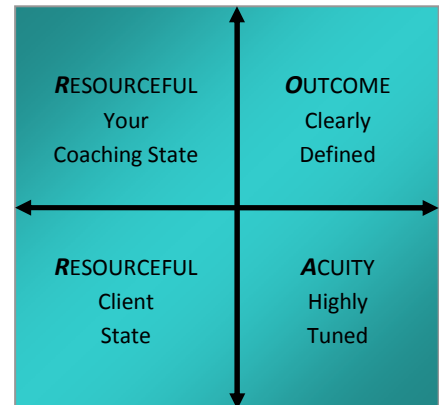 RESOURCEFUL
Your
Coaching State
OUTCOME
Clearly
Defined
RESOURCEFUL
Client
State
ACUITY
Highly
Tuned